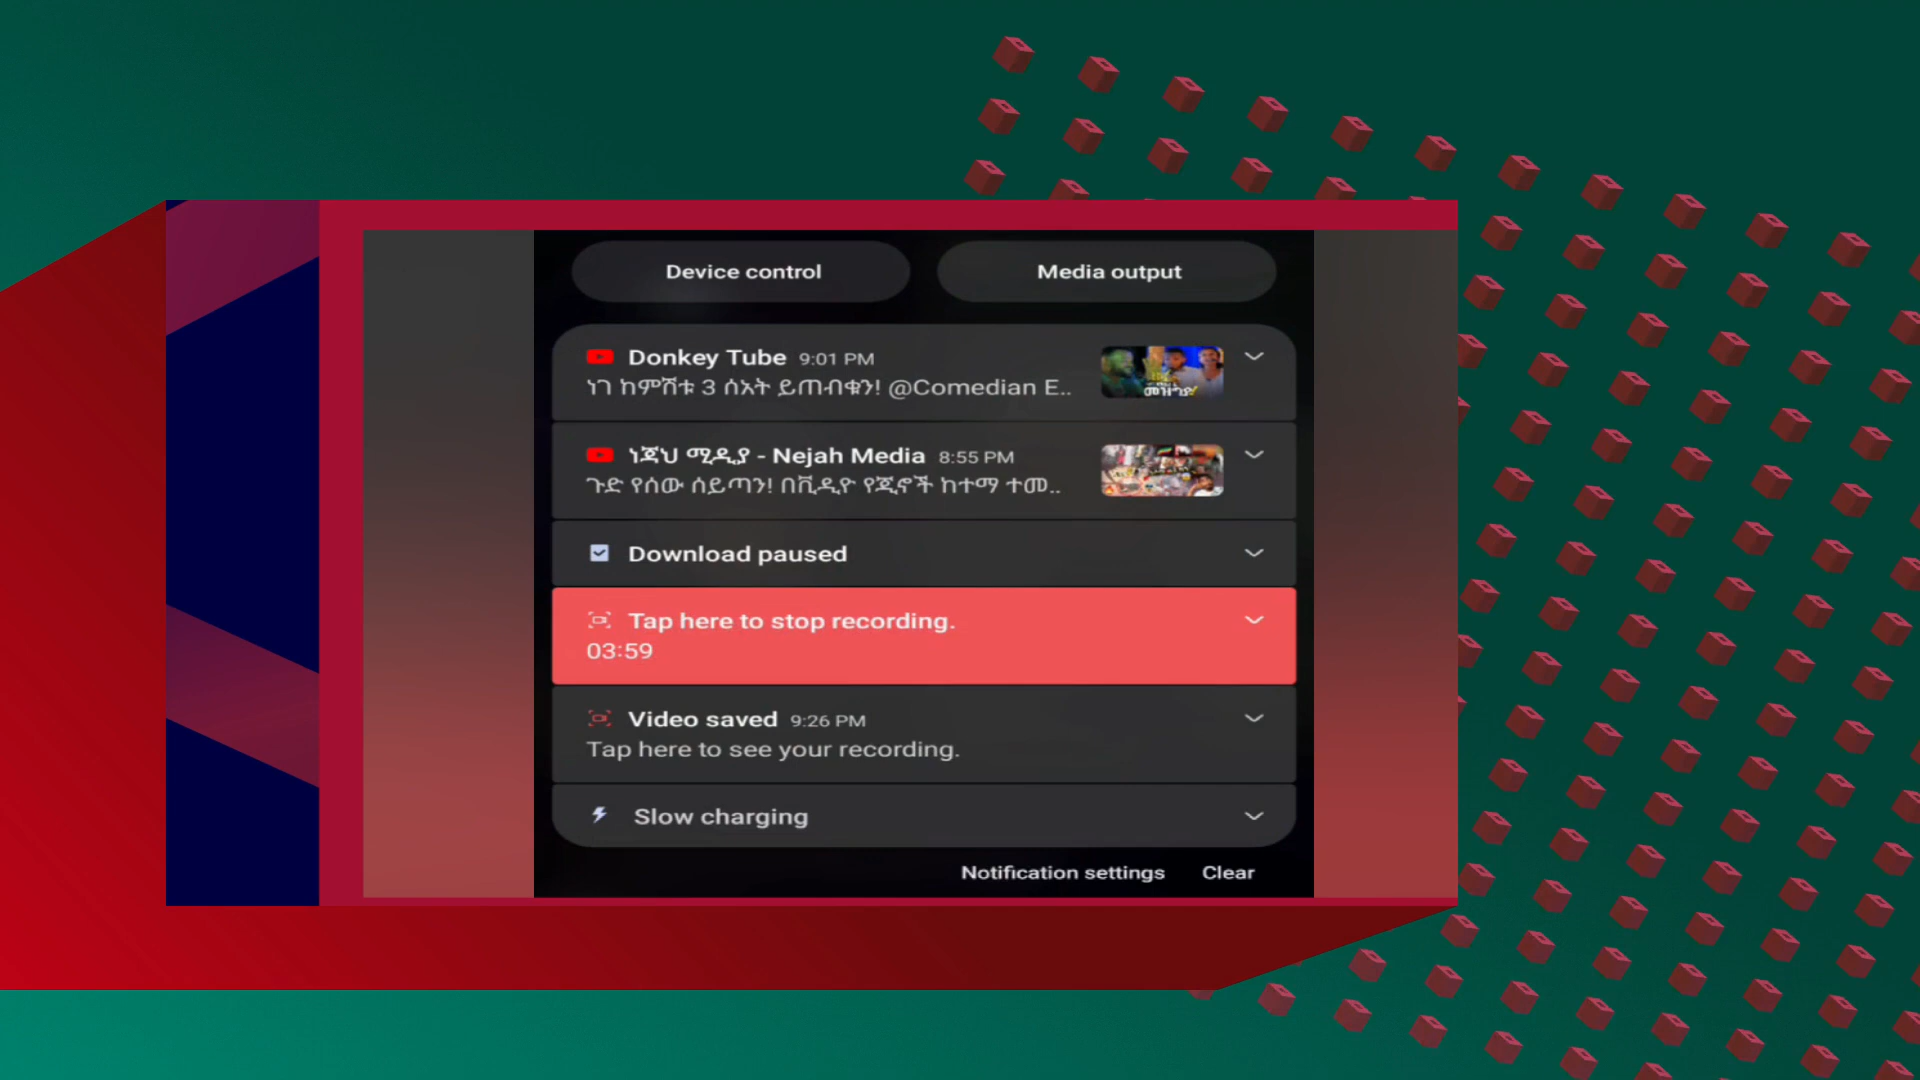 Device control
Media output
Donkey Tube 9:01 PM
ነገ ከምሽቱ 3 ሰአት ይጠብቁን! @Comedian E..
መዝናኛ
ነጃህ ሚዲያ - Nejah Media 8:55 PM
ጉድ የሰው ሰይጣን! በቪዲዮ የጂኖች ከተማ ተመ..
Download paused
Tap here to stop recording.
03:59
Video saved 9:26 PM
Tap here to see your recording.
Slow charging
Notification settings
Clear